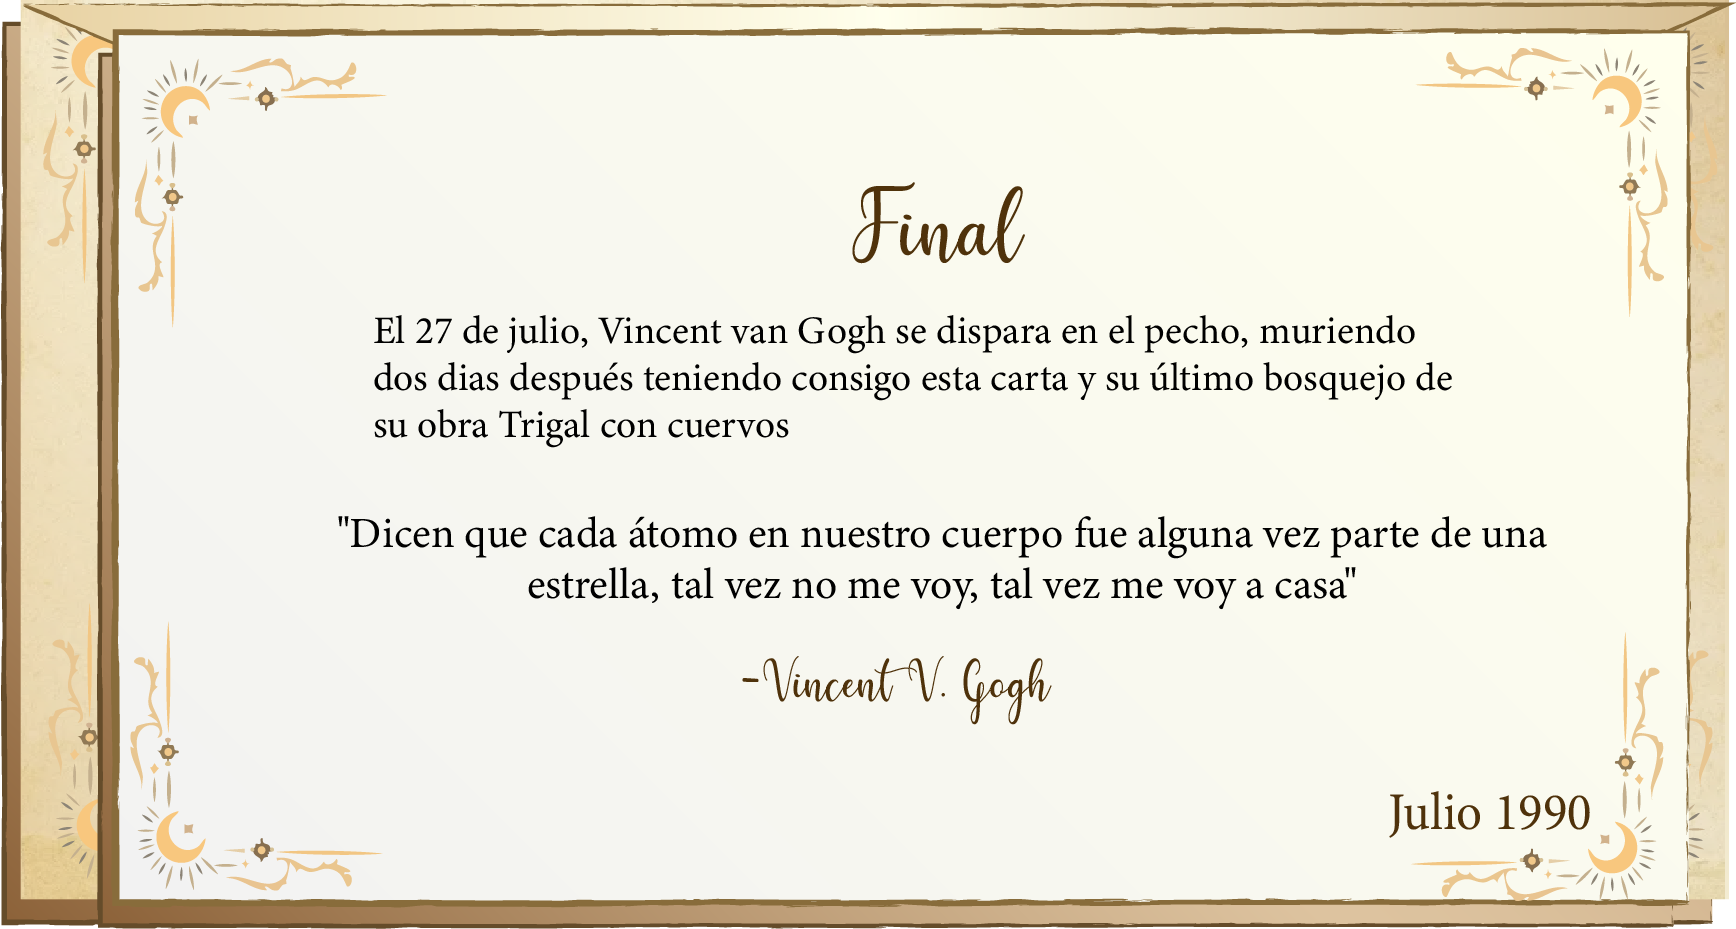 Final
El 27 de julio, Vincent van Gogh se dispara en el pecho, muriendo
dos dias después teniendo consigo esta carta y su último bosquejo de
su obra Trigal con cuervos
"Dicen que cada átomo en nuestro cuerpo fue alguna vez parte de una
estrella, tal vez no me voy, tal vez me voy a casa"
-Vincent V. Gogh
Julio 1990